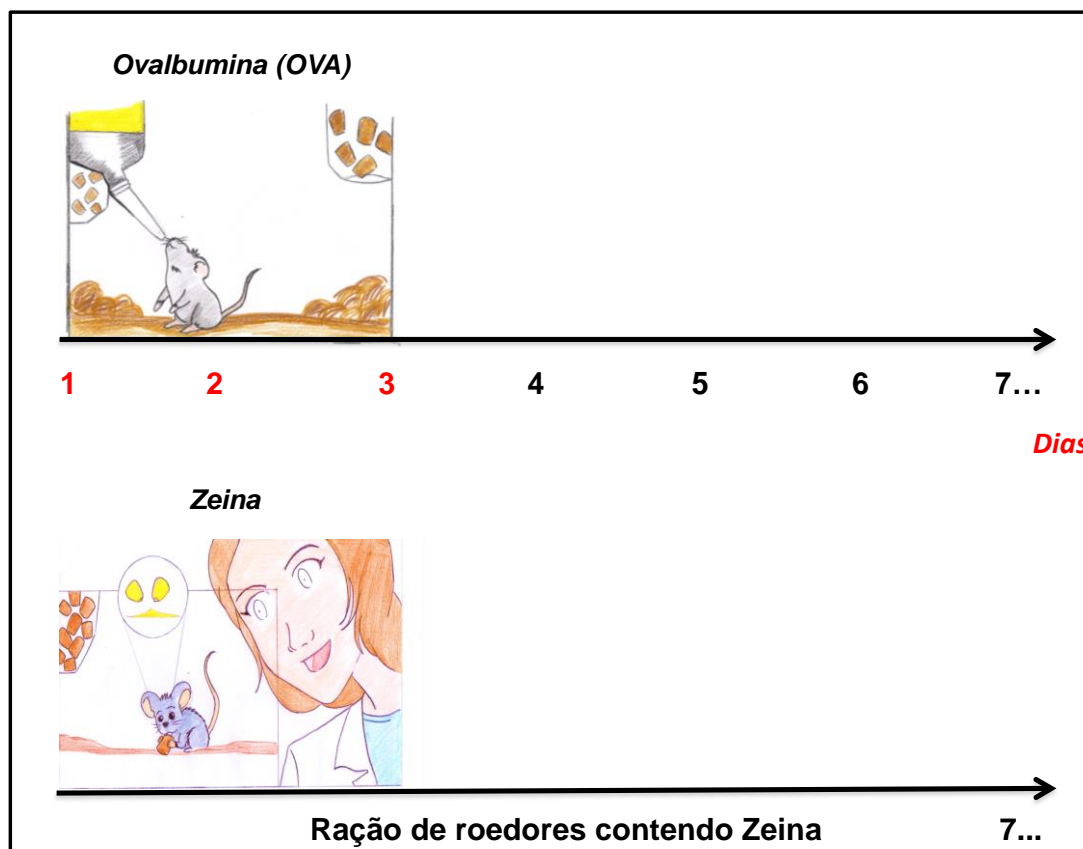 Ovalbumina (OVA)
1 2 3 4 5 6 7...
Dias
Zeina
Ração de roedores contendo Zeina 7...